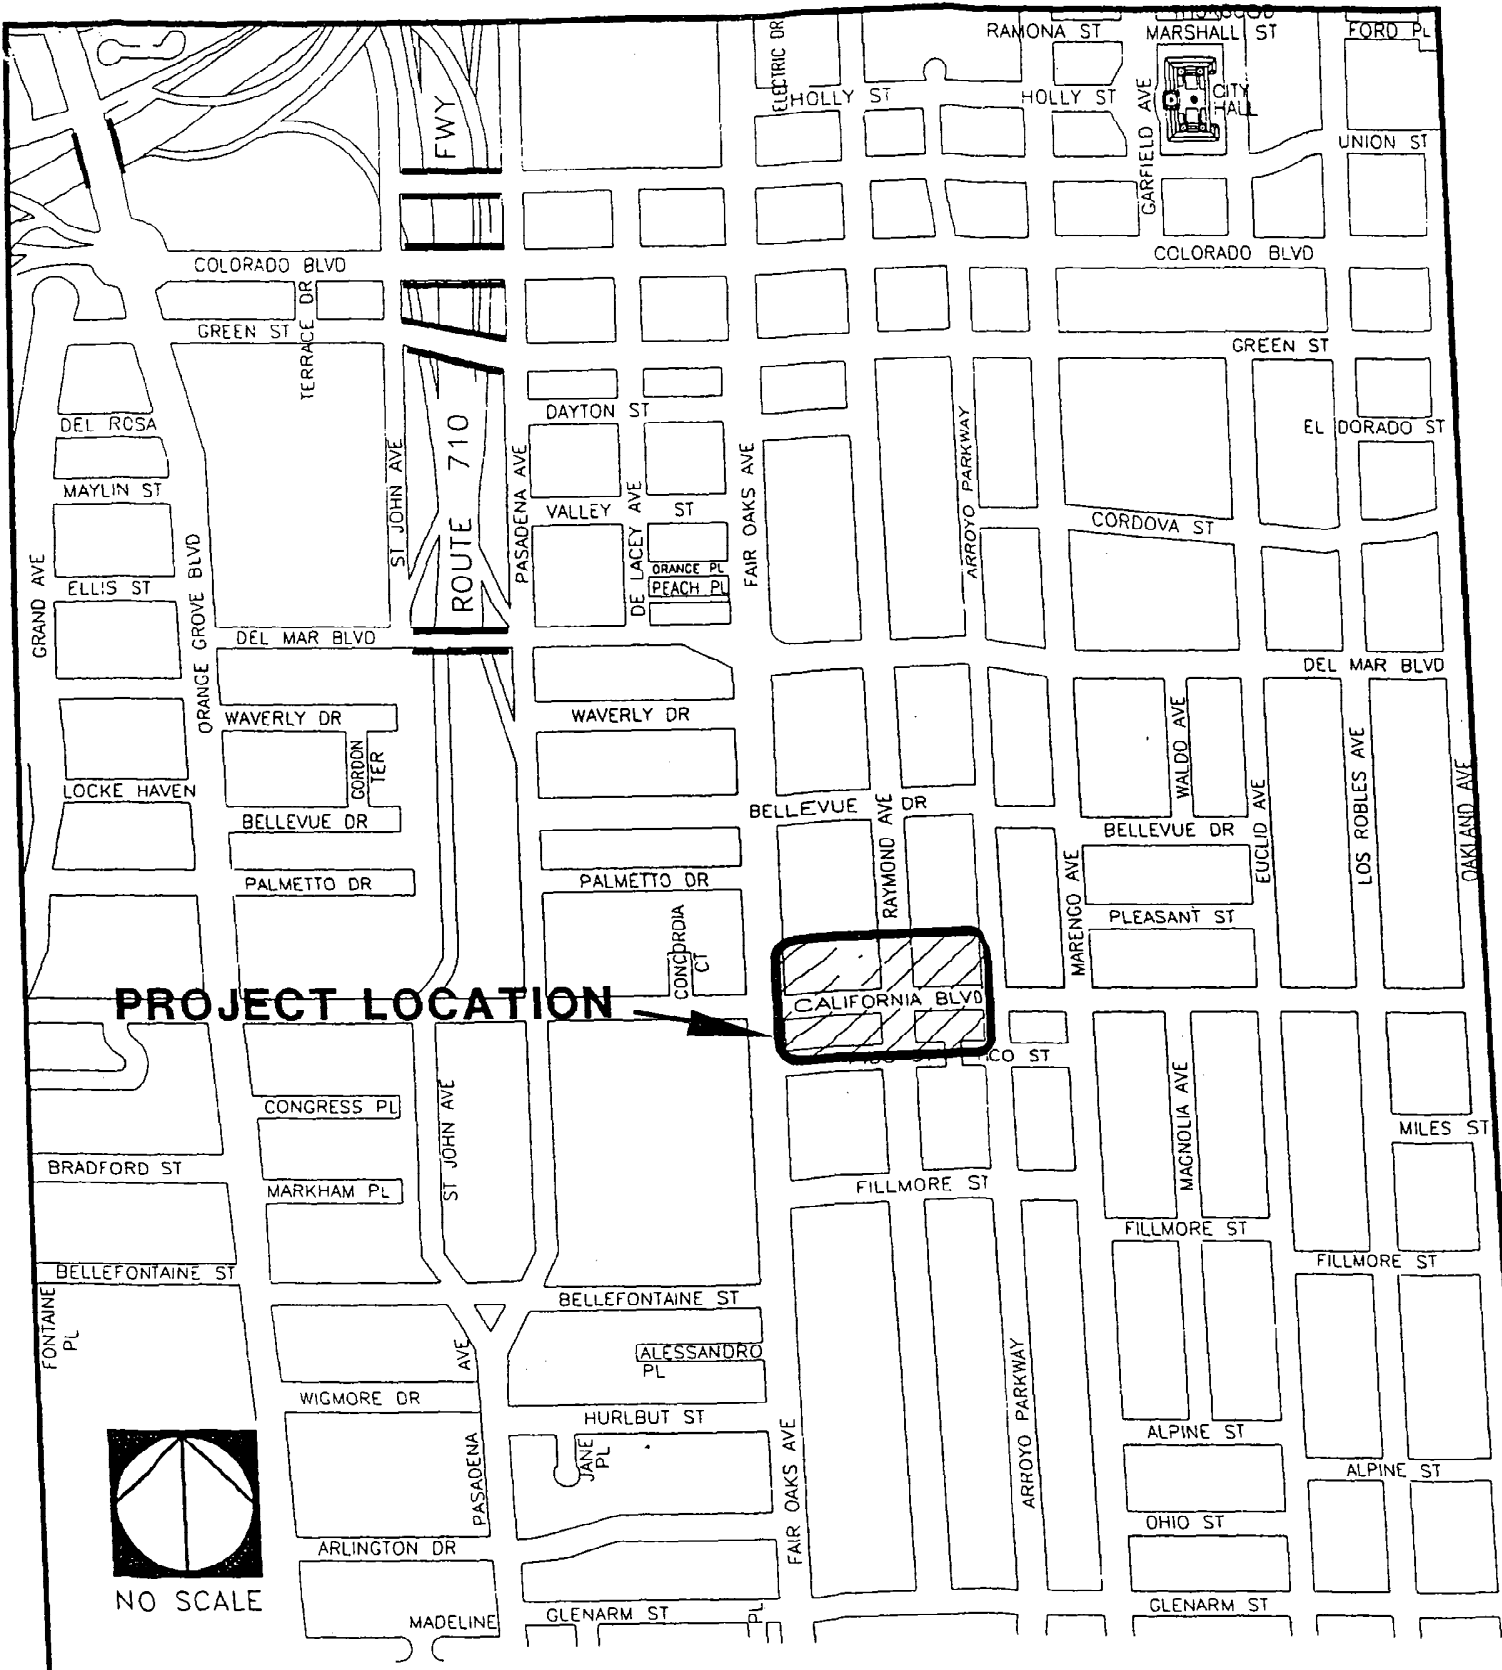 RAMONA ST
THURGOOD
MARSHALL ST
FORD PL
ELECTRIC DR
HOLLY ST
HOLLY ST
GARFIELD AVE
CITY
HALL
UNION ST
FWY
COLORADO BLVD
COLORADO BLVD
GREEN ST
TERRACE DR
GREEN ST
DEL ROSA
DAYTON ST
EL DORADO ST
ROUTE 710
ST JOHN AVE
PASADENA AVE
FAIR OAKS AVE
ARROYO PARKWAY
MAYLIN ST
VALLEY ST
DE LACEY AVE
CORDOVA ST
ORANGE PL
PEACH PL
GRAND AVE
ELLIS ST
ORANGE GROVE BLVD
DEL MAR BLVD
DEL MAR BLVD
WAVERLY DR
WAVERLY DR
GORDON
TER
WALDO AVE
LOCKE HAVEN
BELLEVUE DR
BELLEVUE DR
BELLEVUE DR
RAYMOND AVE
EUCLID AVE
LOS ROBLES AVE
OAKLAND AVE
PALMETTO DR
PALMETTO DR
MARENGO AVE
PLEASANT ST
CONCORDIA
CT
PROJECT LOCATION
CALIFORNIA BLVD
ST
CONGRESS PL
ST JOHN AVE
MAGNOLIA AVE
MILES ST
BRADFORD ST
MARKHAM PL
FILLMORE ST
FILLMORE ST
FILLMORE ST
BELLEFONTAINE ST
BELLEFONTAINE ST
FONTAINE
PL
AVE
ALESSANDRO
PL
ARROYO PARKWAY
WIGMORE DR
HURLBUT ST
JANE
PL
PASADENA
FAIR OAKS AVE
ALPINE ST
ALPINE ST
OHIO ST
ARLINGTON DR
NO SCALE
MADELINE
GLENARM ST
PL
GLENARM ST